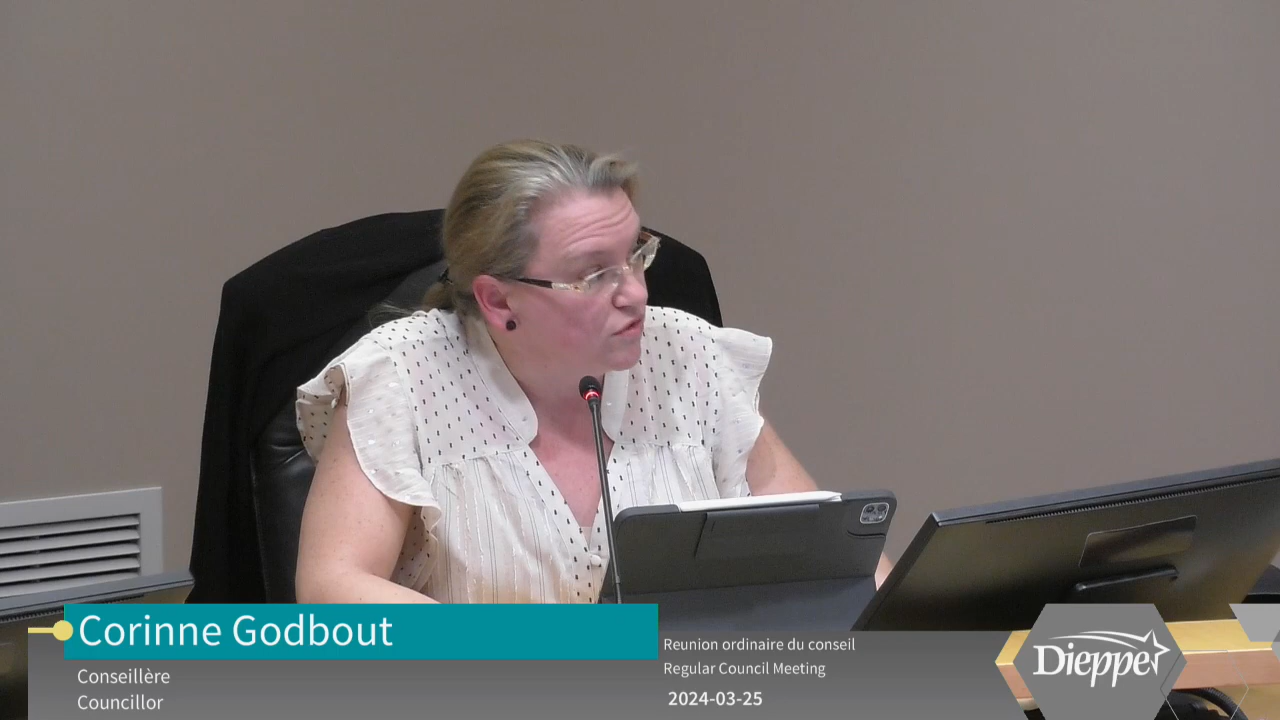 Corinne Godbout
Conseillère
Councillor
Reunion ordinaire du conseil
Regular Council Meeting
2024-03-25
Dieppe